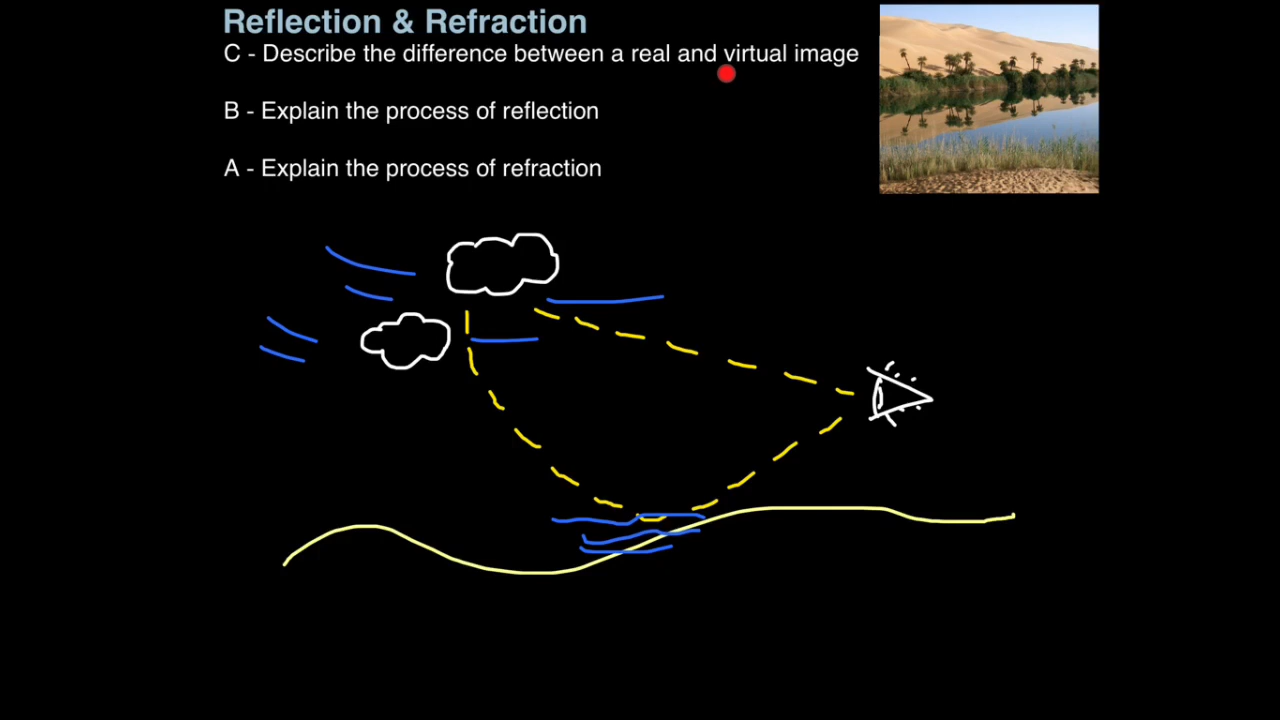 Reflection & Refraction
C - Describe the difference between a real and virtual image
B - Explain the process of reflection
A - Explain the process of refraction